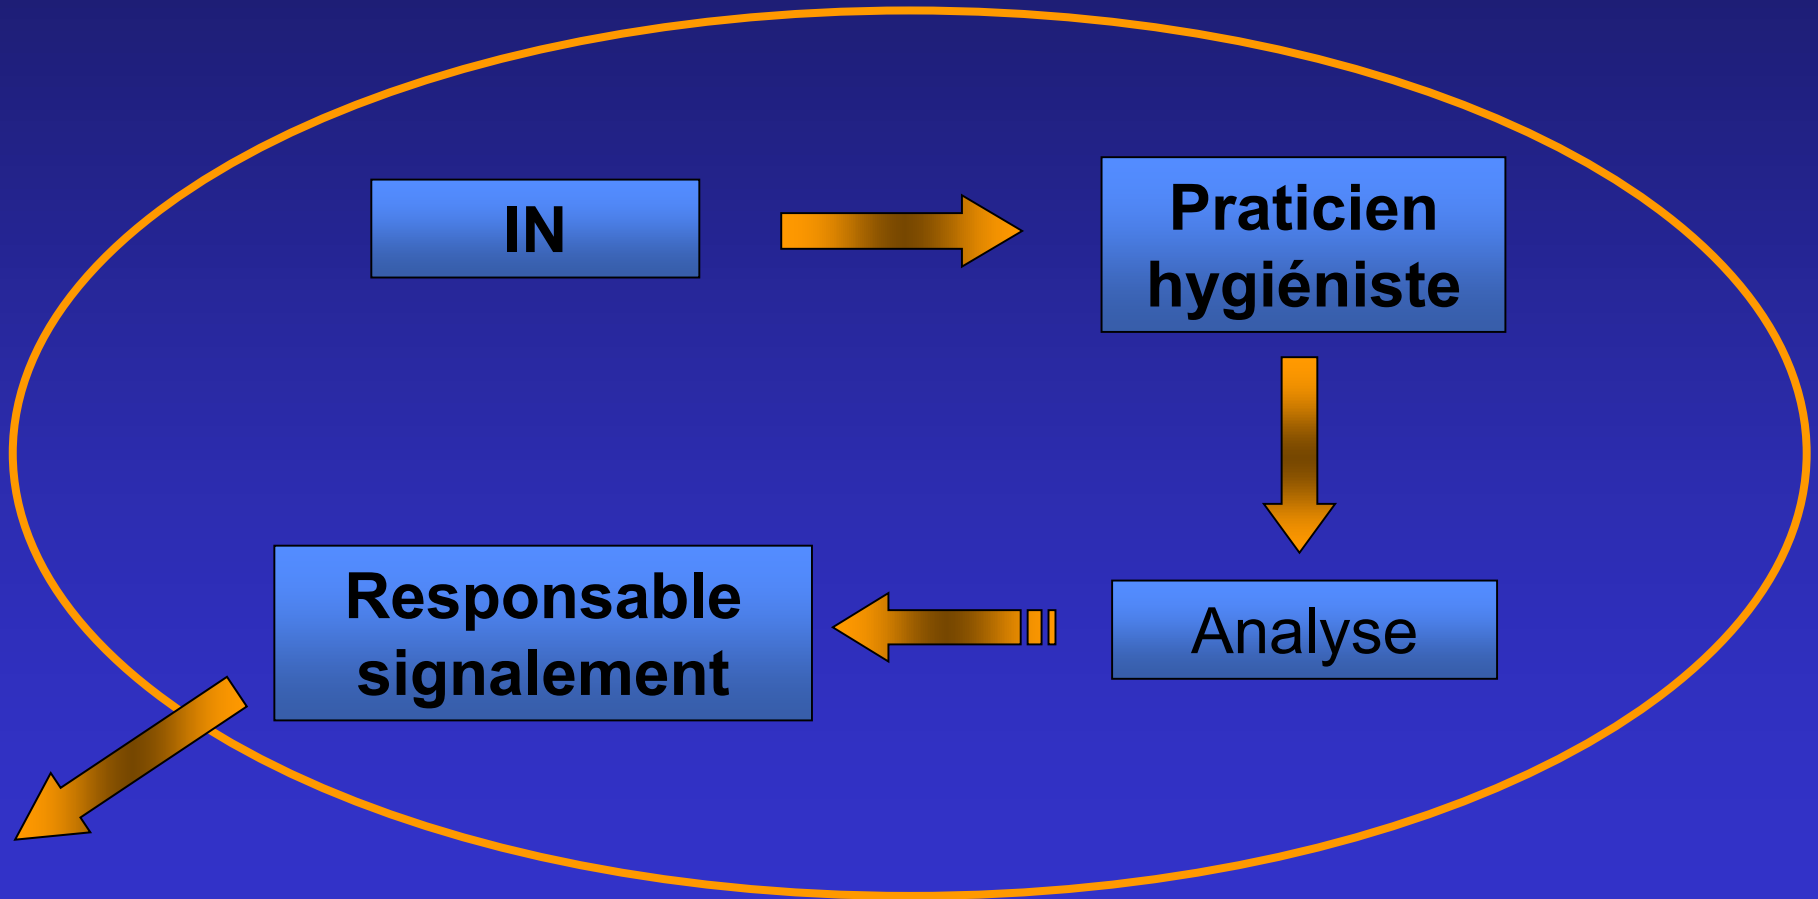 IN
Praticien
hygiéniste
Analyse
Responsable
signalement